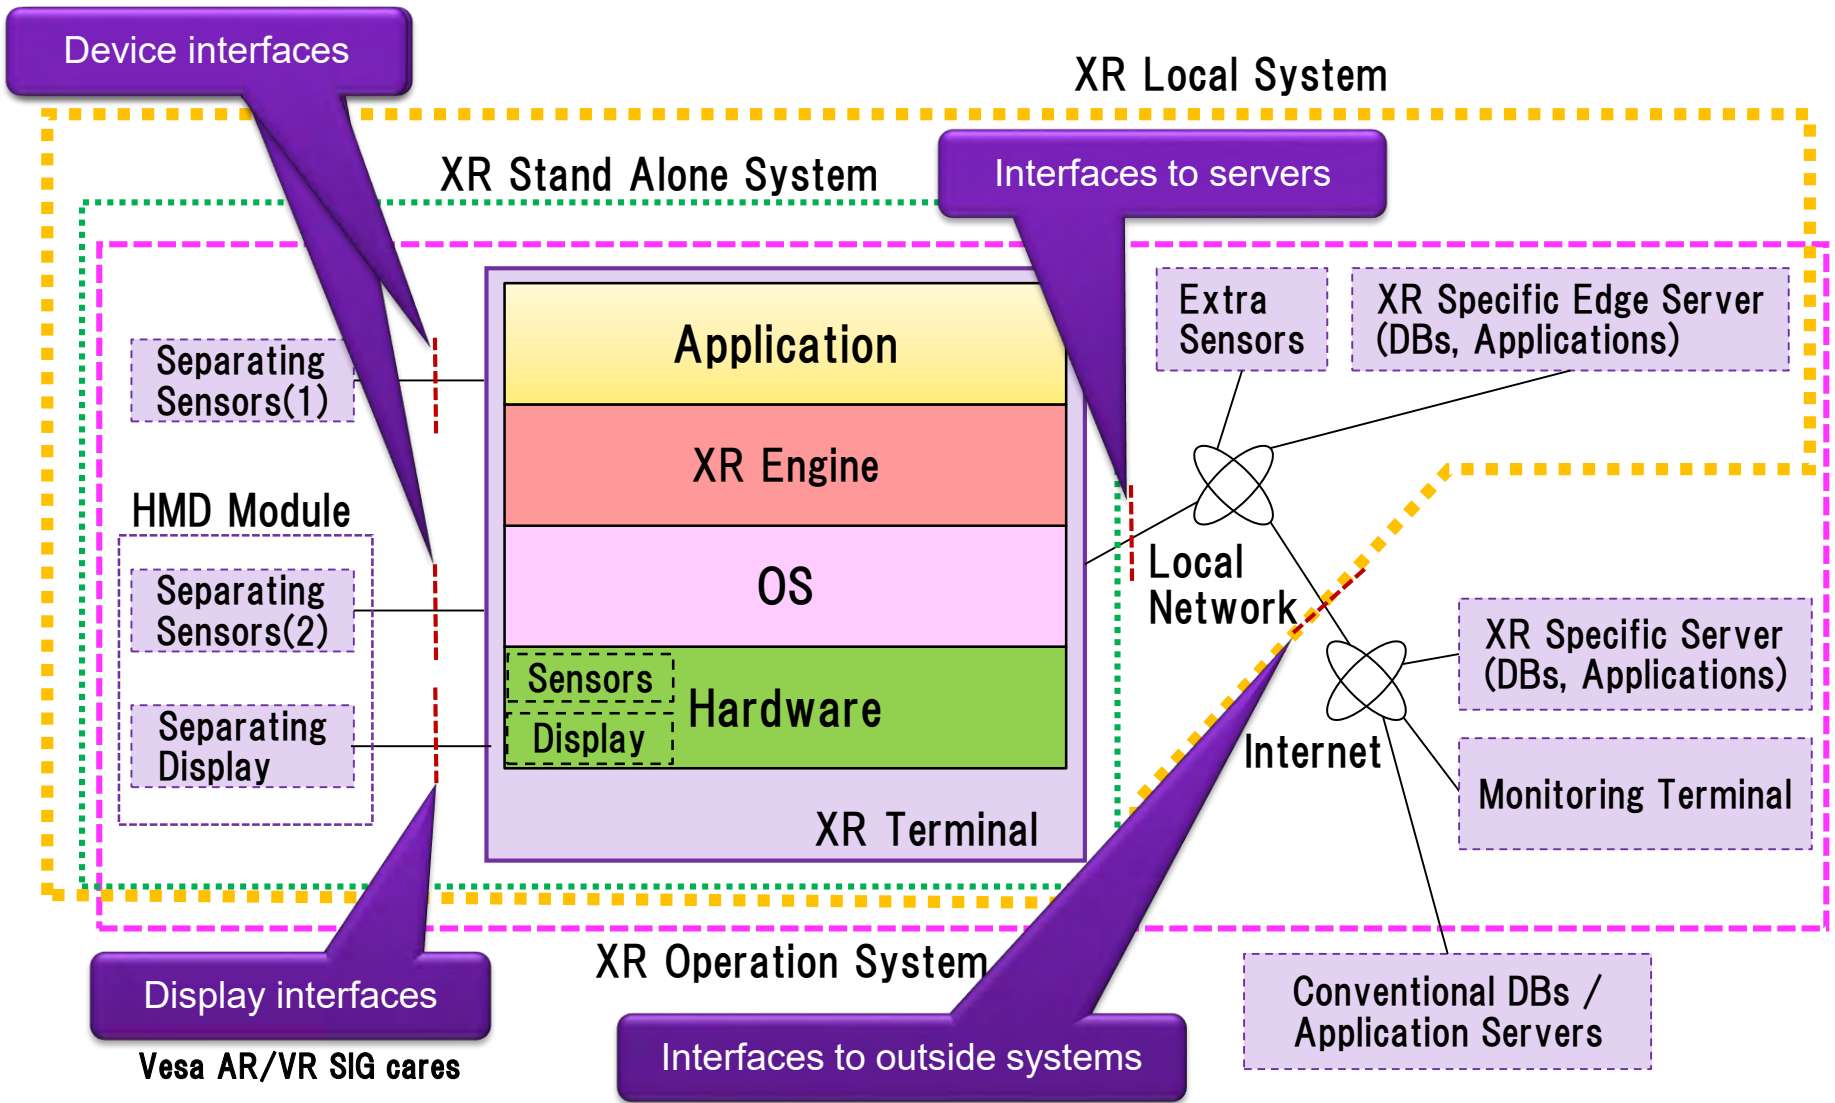 Device interfaces
XR Local System
XR Stand Alone System
Interfaces to servers
Extra
Sensors
XR Specific Edge Server
(DBs, Applications)
Application
Separating
Sensors(1)
XR Engine
HMD Module
OS
Local
Network
Separating
Sensors(2)
XR Specific Server
(DBs, Applications)
Sensors
Hardware
Display
Separating
Display
Internet
Monitoring Terminal
XR Terminal
XR Operation System
Display interfaces
Conventional DBs /
Application Servers
Interfaces to outside systems
Vesa AR/VR SIG cares